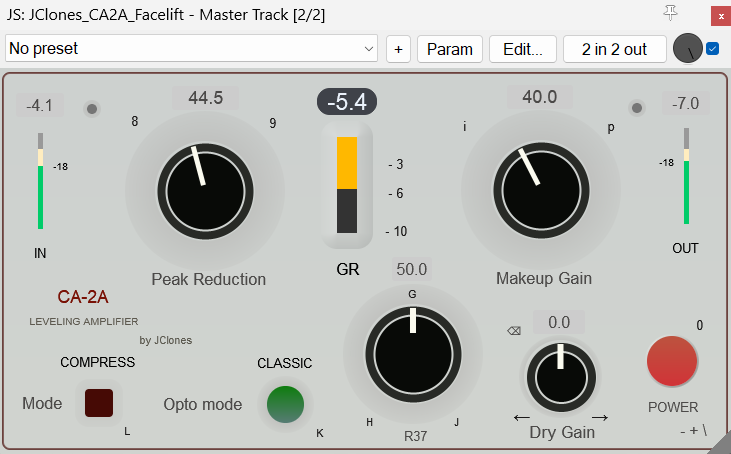 JS: JClones_CA2A_Facelift - Master Track [2/2]
No preset + Param Edit... 2 in 2 out
-4.1 44.5 -5.4 40.0 -7.0
8 9 i p
-18 - 3 -18
- 6
- 10
IN OUT
Peak Reduction GR 50.0 Makeup Gain
CA-2A G
LEVELING AMPLIFIER 0.0 0
by JClones
COMPRESS CLASSIC
Mode Opto mode POWER
L K H J ← →
R37 Dry Gain - + \